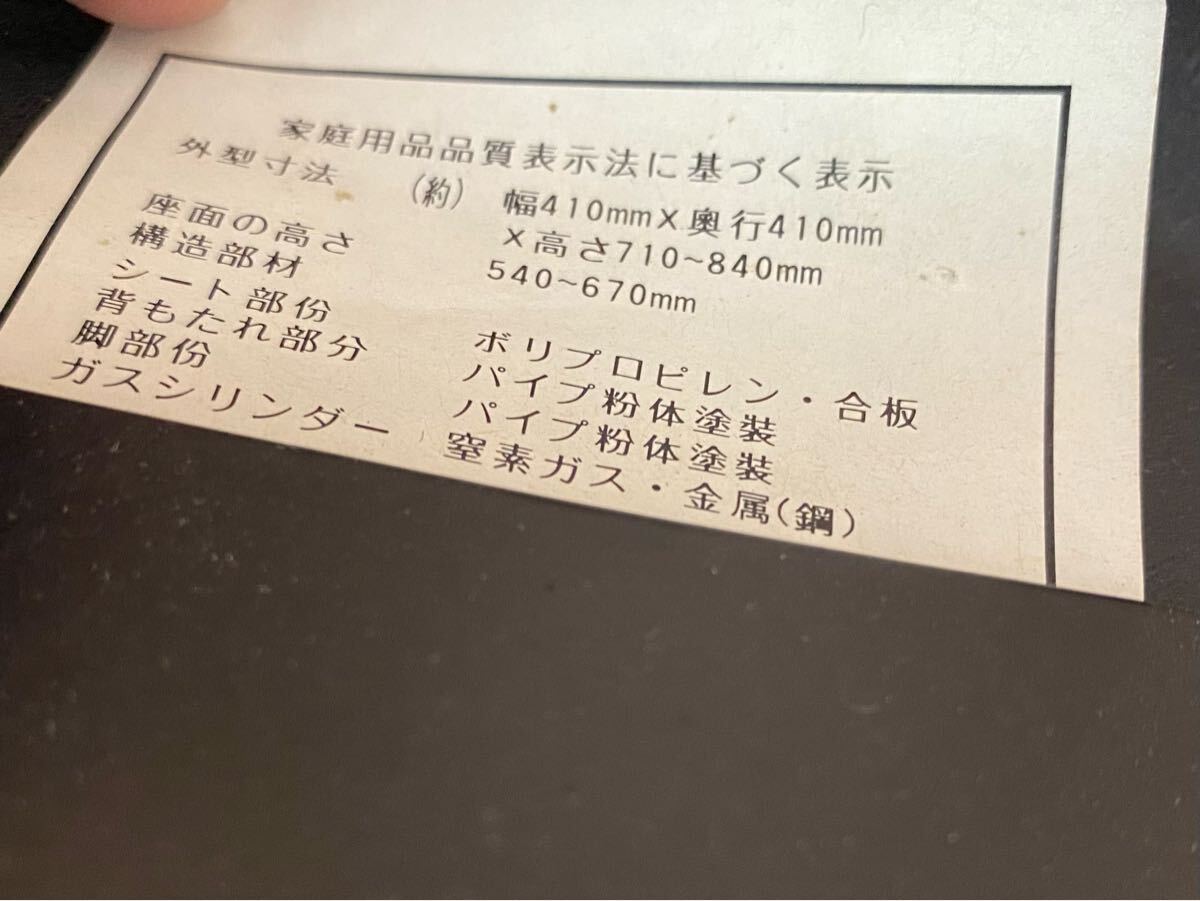 家庭用品品質表示法に基づく表示
外型寸法 (約) 幅410mm×奥行410mm
×高さ710~840mm
座面の高さ 540~670mm
構造部材
シート部份 ポリプロピレン・合板
背もたれ部分 パイプ粉体塗装
脚部份 パイプ粉体塗装
ガスシリンダー 窒素ガス・金属(鋼)